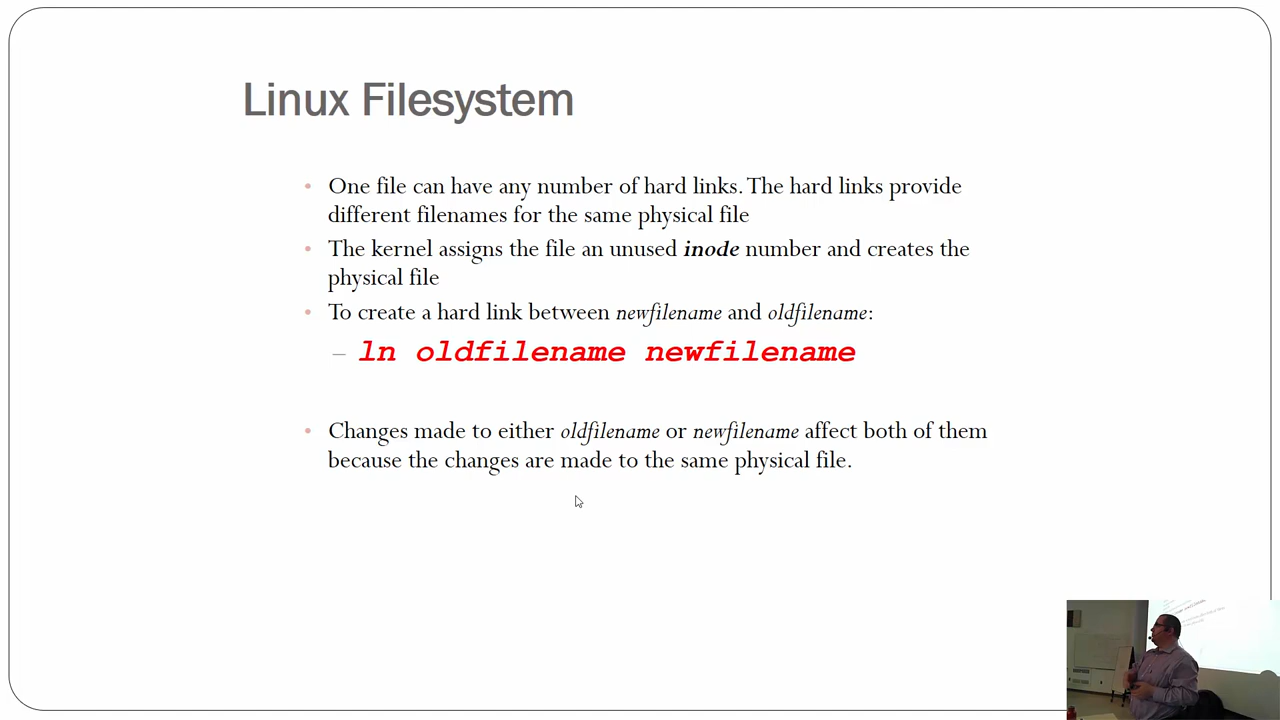 Linux Filesystem
One file can have any number of hard links. The hard links provide
different filenames for the same physical file
The kernel assigns the file an unused inode number and creates the
physical file
To create a hard link between newfilename and oldfilename:
– ln oldfilename newfilename
Changes made to either oldfilename or newfilename affect both of them
because the changes are made to the same physical file.